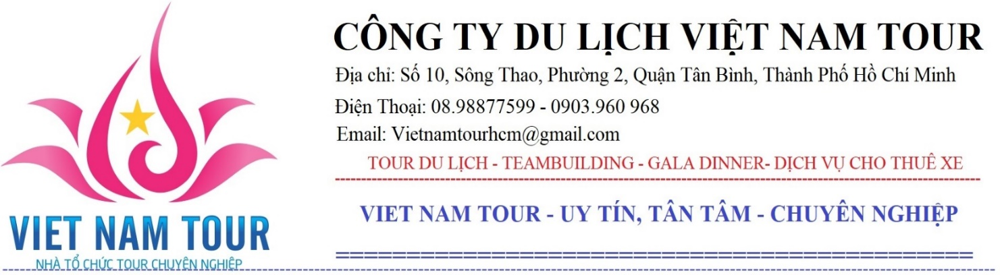 CÔNG TY DU LỊCH VIỆT NAM TOUR
Địa chỉ: Số 10, Sông Thao, Phường 2, Quận Tân Bình, Thành Phố Hồ Chí Minh
Điện Thoại: 08.98877599 - 0903.960 968
Email: Vietnamtourhcm@gmail.com
TOUR DU LỊCH - TEAMBUILDING - GALA DINNER- DỊCH VỤ CHO THUÊ XE
VIET NAM TOUR - UY TÍN, TÂN TÂM - CHUYÊN NGHIỆP
VIET NAM TOUR
NHÀ TỔ CHỨC TOUR CHUYÊN NGHIỆP